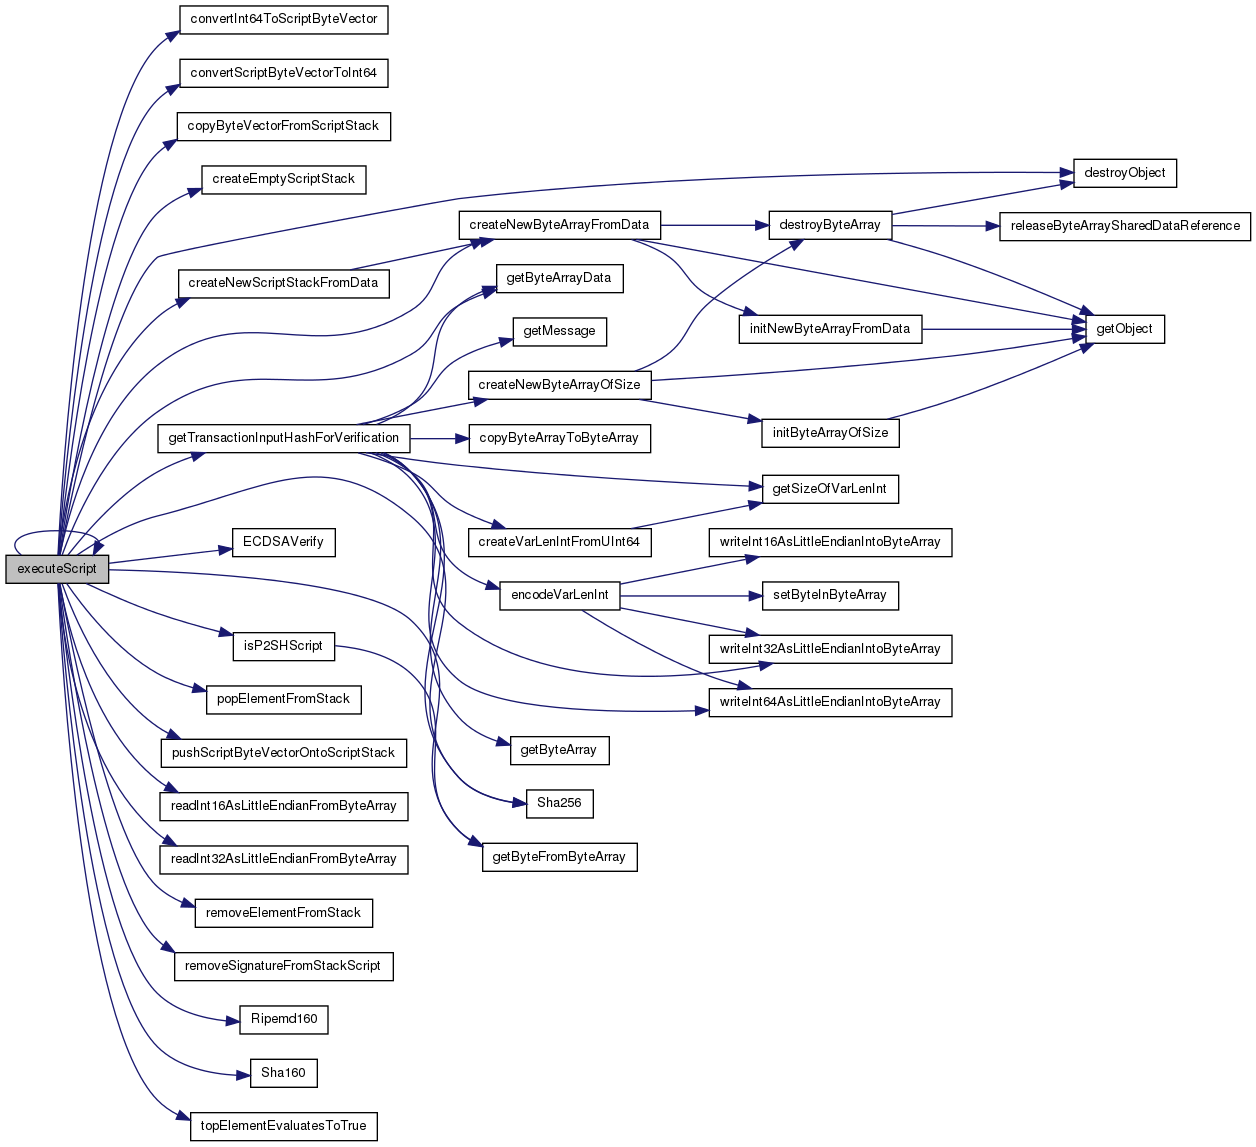 convertInt64ToScriptByteVector
convertScriptByteVectorToInt64
copyByteVectorFromScriptStack
createEmptyScriptStack
destroyObject
createNewByteArrayFromData
destroyByteArray
releaseByteArraySharedDataReference
createNewScriptStackFromData
getByteArrayData
getMessage
initNewByteArrayFromData
getObject
createNewByteArrayOfSize
getTransactionInputHashForVerification
copyByteArrayToByteArray
initByteArrayOfSize
getSizeOfVarLenInt
ECDSAVerify
createVarLenIntFromUInt64
writeInt16AsLittleEndianIntoByteArray
executeScript
encodeVarLenInt
setByteInByteArray
isP2SHScript
writeInt32AsLittleEndianIntoByteArray
popElementFromStack
writeInt64AsLittleEndianIntoByteArray
pushScriptByteVectorOntoScriptStack
getByteArray
readInt16AsLittleEndianFromByteArray
Sha256
readInt32AsLittleEndianFromByteArray
getByteFromByteArray
removeElementFromStack
removeSignatureFromStackScript
Ripemd160
Sha160
topElementEvaluatesToTrue